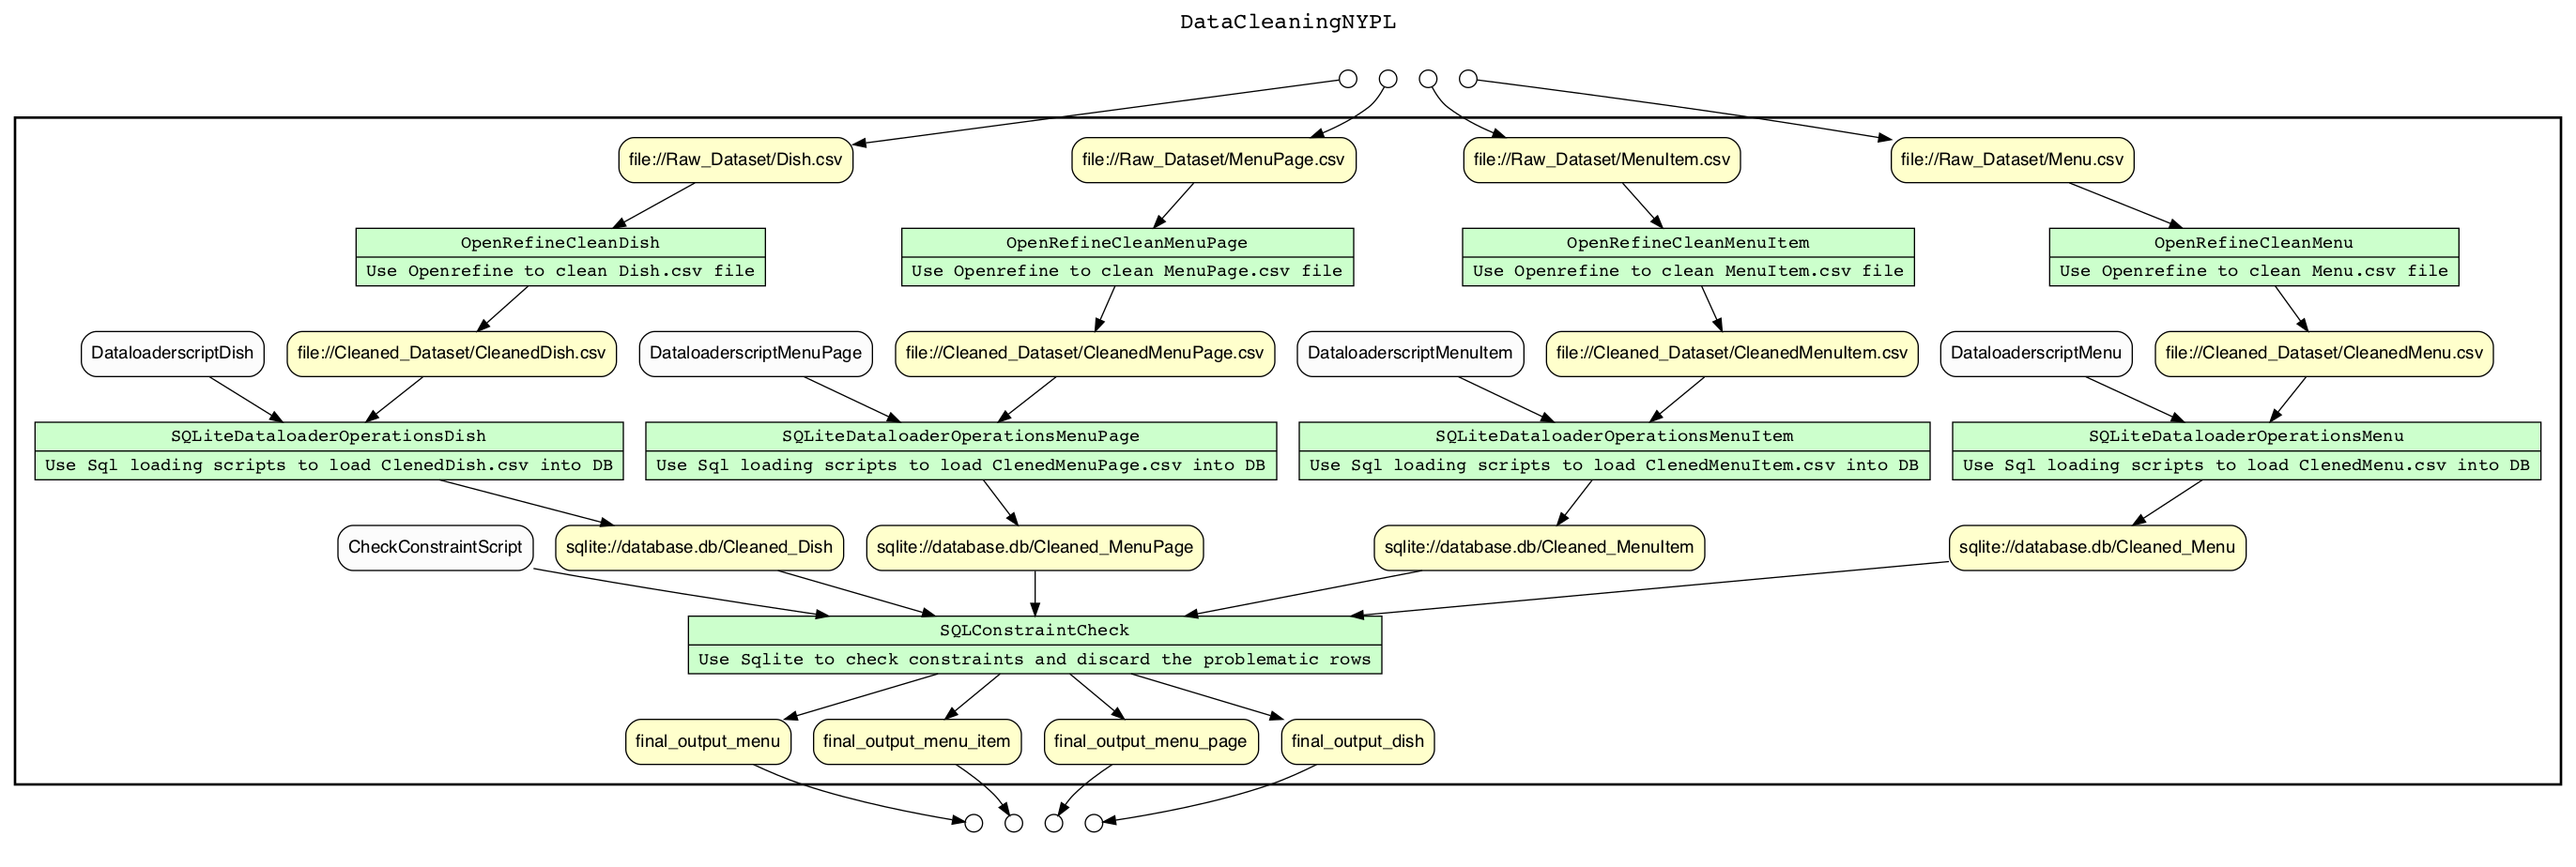 DataCleaningNYPL
file://Raw_Dataset/Dish.csv
file://Raw_Dataset/MenuPage.csv
file://Raw_Dataset/MenuItem.csv
file://Raw_Dataset/Menu.csv
OpenRefineCleanDish
Use Openrefine to clean Dish.csv file
OpenRefineCleanMenuPage
Use Openrefine to clean MenuPage.csv file
OpenRefineCleanMenuItem
Use Openrefine to clean MenuItem.csv file
OpenRefineCleanMenu
Use Openrefine to clean Menu.csv file
DataloaderscriptDish
file://Cleaned_Dataset/CleanedDish.csv
DataloaderscriptMenuPage
file://Cleaned_Dataset/CleanedMenuPage.csv
DataloaderscriptMenuItem
file://Cleaned_Dataset/CleanedMenuItem.csv
DataloaderscriptMenu
file://Cleaned_Dataset/CleanedMenu.csv
SQLiteDataloaderOperationsDish
Use Sql loading scripts to load ClenedDish.csv into DB
SQLiteDataloaderOperationsMenuPage
Use Sql loading scripts to load ClenedMenuPage.csv into DB
SQLiteDataloaderOperationsMenuItem
Use Sql loading scripts to load ClenedMenuItem.csv into DB
SQLiteDataloaderOperationsMenu
Use Sql loading scripts to load ClenedMenu.csv into DB
CheckConstraintScript
sqlite://database.db/Cleaned_Dish
sqlite://database.db/Cleaned_MenuPage
sqlite://database.db/Cleaned_MenuItem
sqlite://database.db/Cleaned_Menu
SQLConstraintCheck
Use Sqlite to check constraints and discard the problematic rows
final_output_menu
final_output_menu_item
final_output_menu_page
final_output_dish